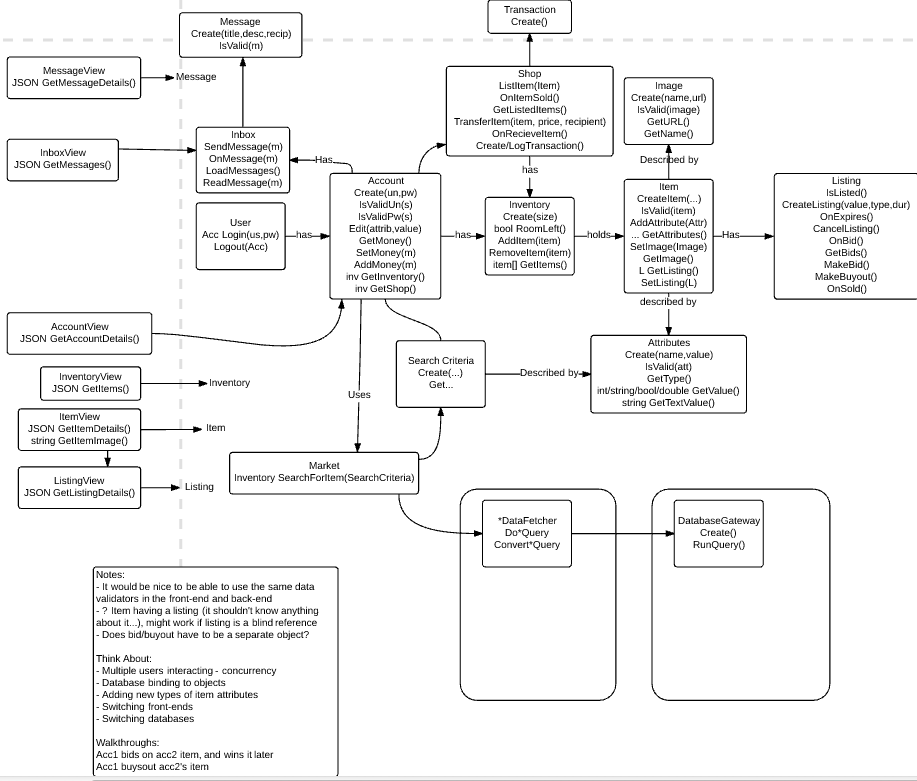 Transaction
Create()
Message
Create(title,desc,recip)
IsValid(m)
MessageView
JSON GetMessageDetails()
Message
Shop
ListItem(Item)
OnItemSold()
GetListedItems()
TransferItem(item, price, recipient)
OnRecieveItem()
Create/LogTransaction()
Image
Create(name,url)
IsValid(image)
GetURL()
GetName()
InboxView
JSON GetMessages()
Inbox
SendMessage(m)
OnMessage(m)
LoadMessages()
ReadMessage(m)
Has
has
Described by
Account
Create(un,pw)
IsValidUn(s)
IsValidPw(s)
Edit(attrib,value)
GetMoney()
SetMoney(m)
AddMoney(m)
inv GetInventory()
inv GetShop()
User
Acc Login(us,pw)
Logout(Acc)
has
has
Inventory
Create(size)
bool RoomLeft()
AddItem(item)
RemoveItem(item)
item[] GetItems()
holds
Item
CreateItem(...)
IsValid(item)
AddAttribute(Attr)
... GetAttributes()
SetImage(Image)
GetImage()
L GetListing()
SetListing(L)
Has
Listing
IsListed()
CreateListing(value,type,dur)
OnExpires()
CancelListing()
OnBid()
GetBids()
MakeBid()
MakeBuyout()
OnSold()
described by
AccountView
JSON GetAccountDetails()
Search Criteria
Create(...)
Get...
Described by
Attributes
Create(name,value)
IsValid(att)
GetType()
int/string/bool/double GetValue()
string GetTextValue()
InventoryView
JSON GetItems()
Inventory
Uses
ItemView
JSON GetItemDetails()
string GetItemImage()
Item
ListingView
JSON GetListingDetails()
Listing
Market
Inventory SearchForItem(SearchCriteria)
*DataFetcher
Do*Query
Convert*Query
DatabaseGateway
Create()
RunQuery()
Notes:
- It would be nice to be able to use the same data
validators in the front-end and back-end
- ? Item having a listing (it shouldn't know anything
about it...), might work if listing is a blind reference
- Does bid/buyout have to be a separate object?
Think About:
- Multiple users interacting - concurrency
- Database binding to objects
- Adding new types of item attributes
- Switching front-ends
- Switching databases
Walkthroughs:
Acc1 bids on acc2 item, and wins it later
Acc1 buysout acc2's item